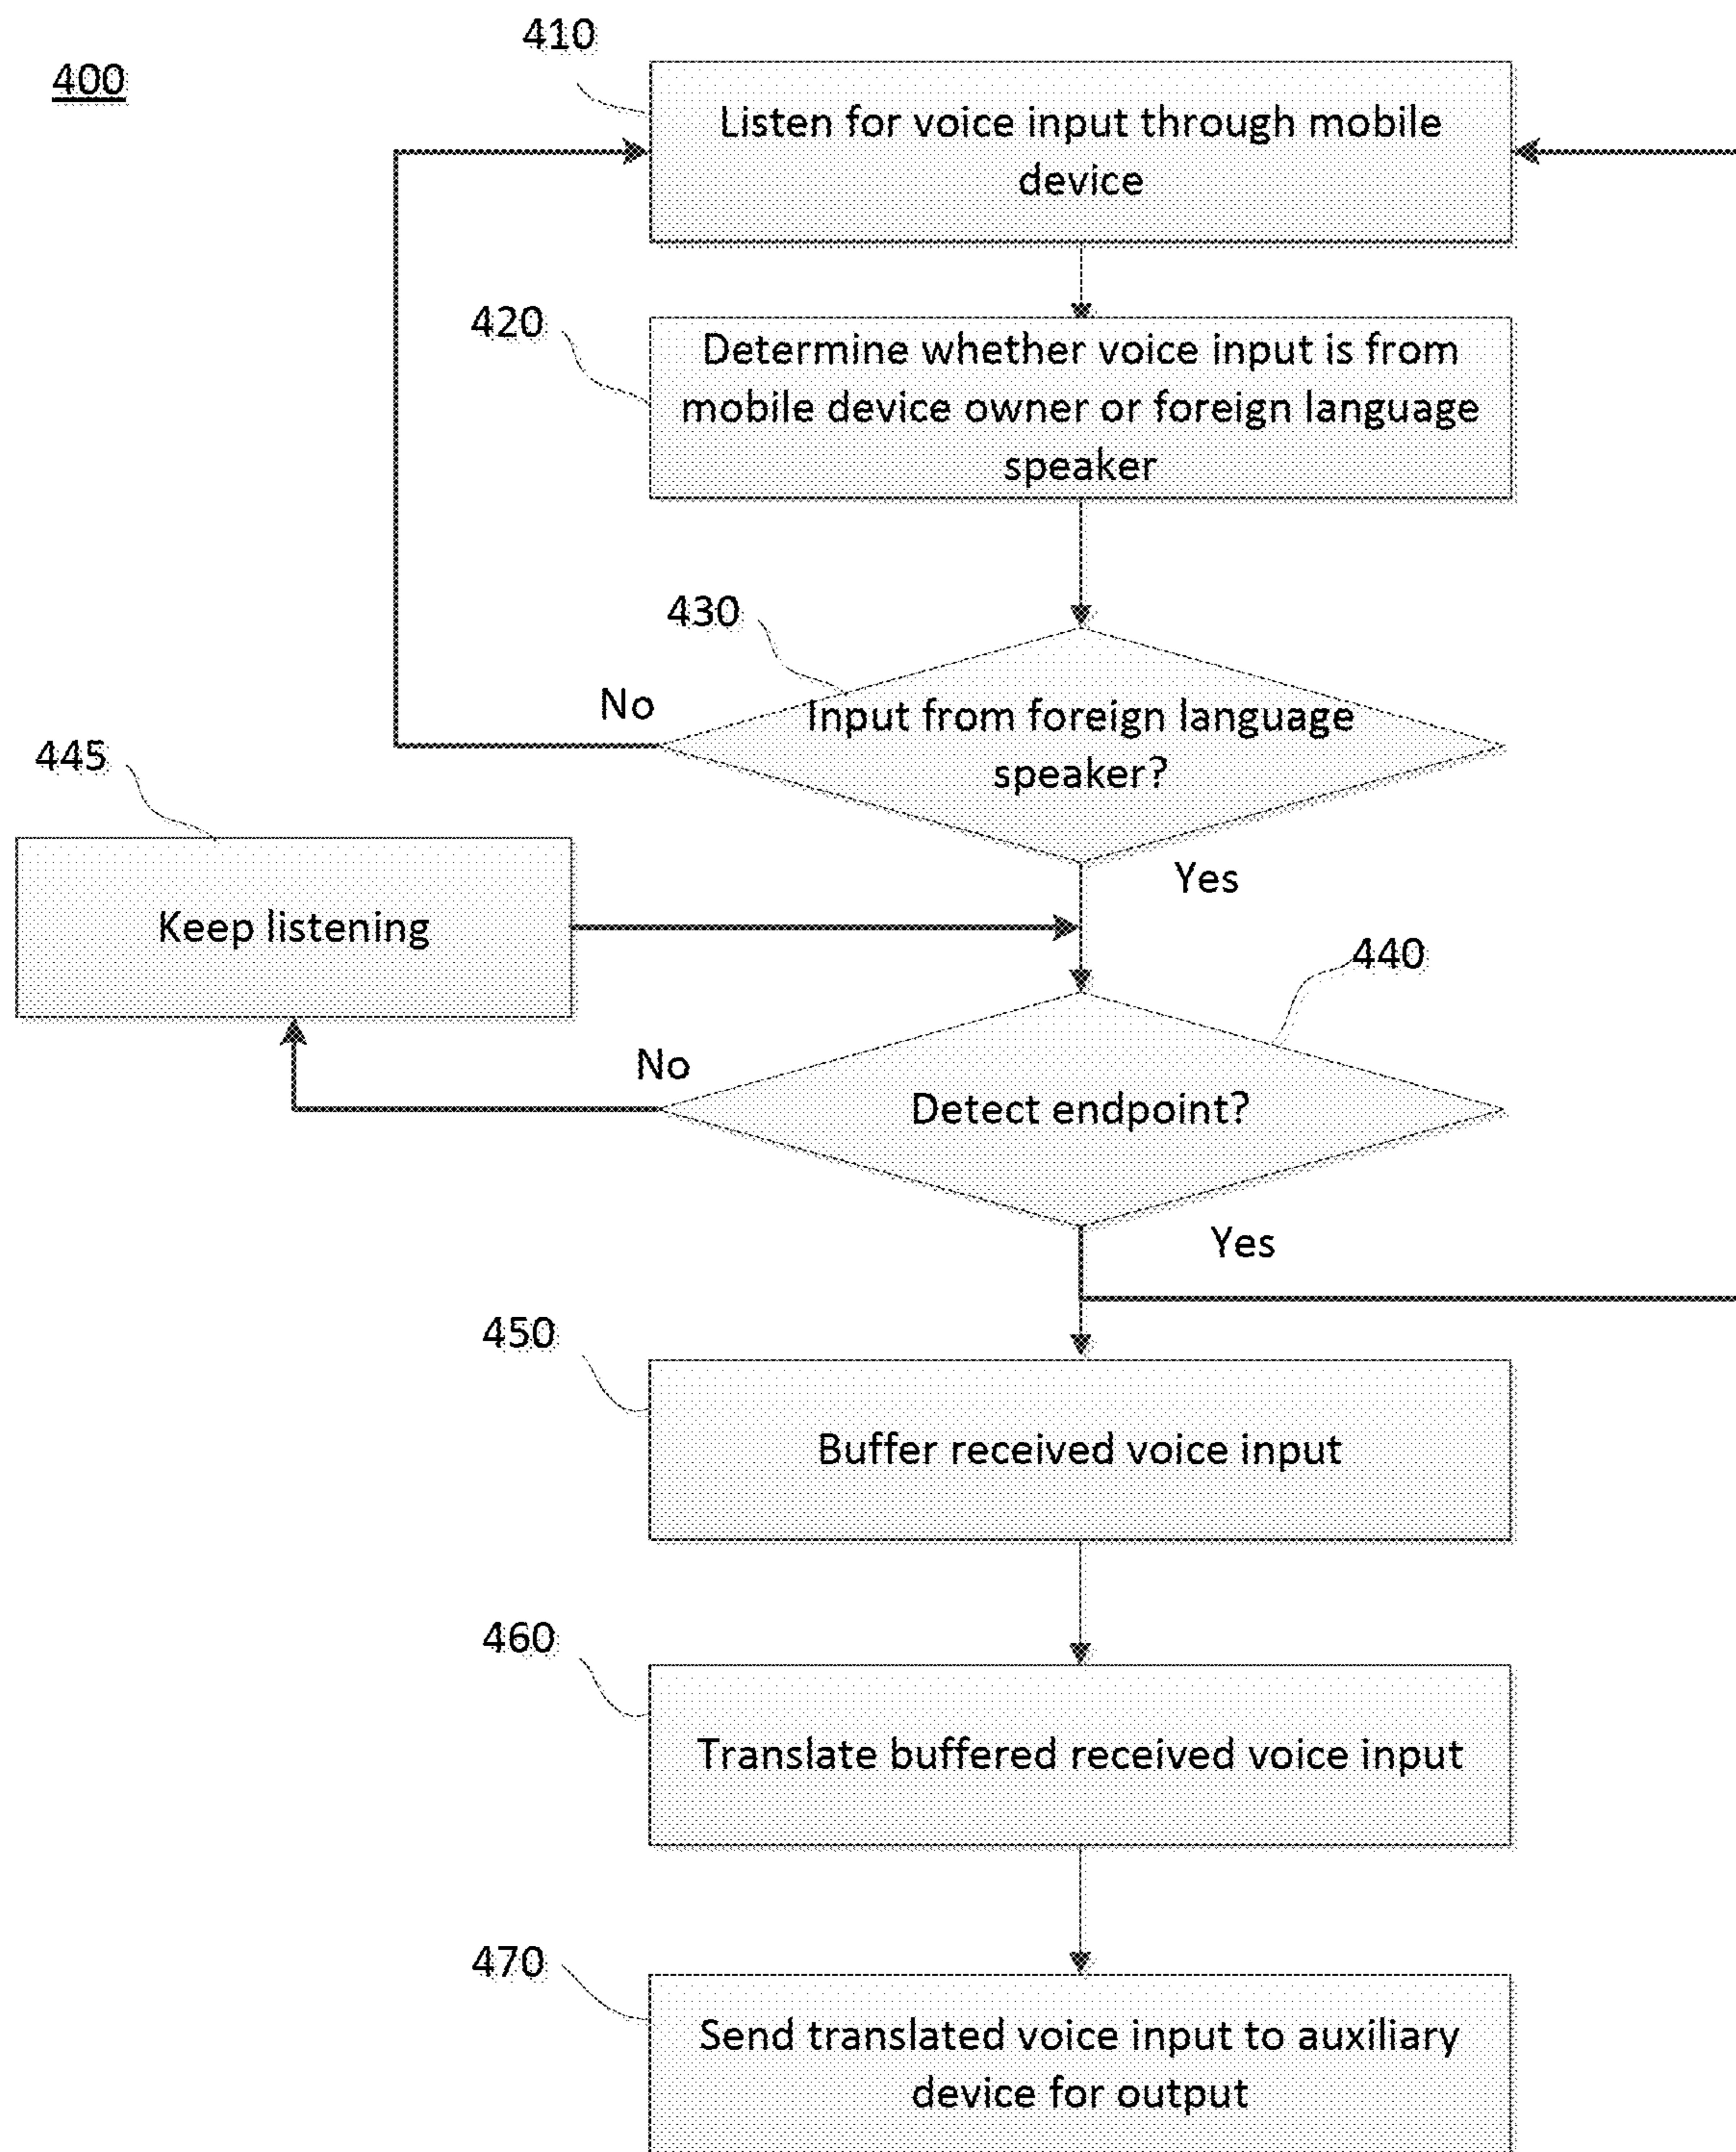 410
400
Listen for voice input through mobile
device
420
Determine whether voice input is from
mobile device owner or foreign language
speaker
430
No
Input from foreign language
speaker?
445
Yes
Keep listening
440
No
Detect endpoint?
Yes
450
Buffer received voice input
460
Translate buffered received voice input
470
Send translated voice input to auxiliary
device for output